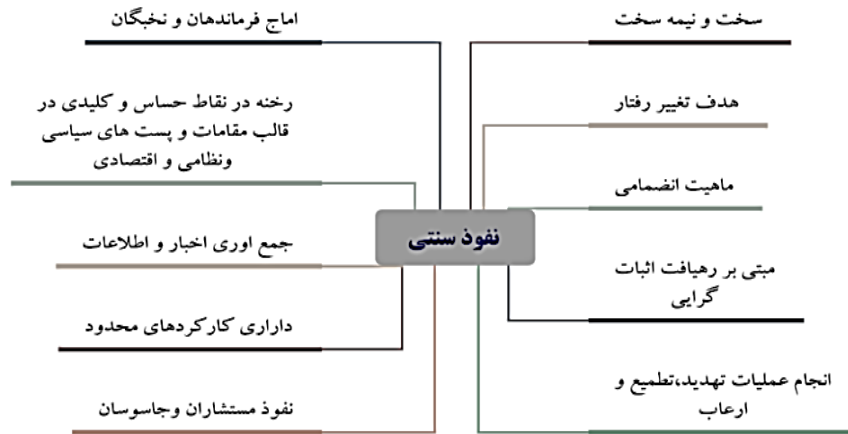 سخت و نیمه سخت
هدف تغییر رفتار
ماهیت انضمامی
مبتی بر رهیافت اثبات
گرایی
انجام عملیات تهدید،تطمیع و
ارعاب
نفوذ سنتی
اماج فرماندهان و نخبگان
رخنه در نقاط حساس و کلیدی در
قالب مقامات و پست های سیاسی
ونظامی و اقتصادی
جمع اوری اخبار و اطلاعات
داراری کارکردهای محدود
نفوذ مستشاران وجاسوسان